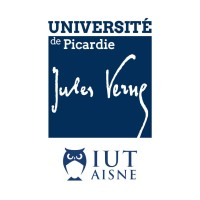 UNIVERSITÉ
de Picardie
Jules Verne
IUT
AISNE